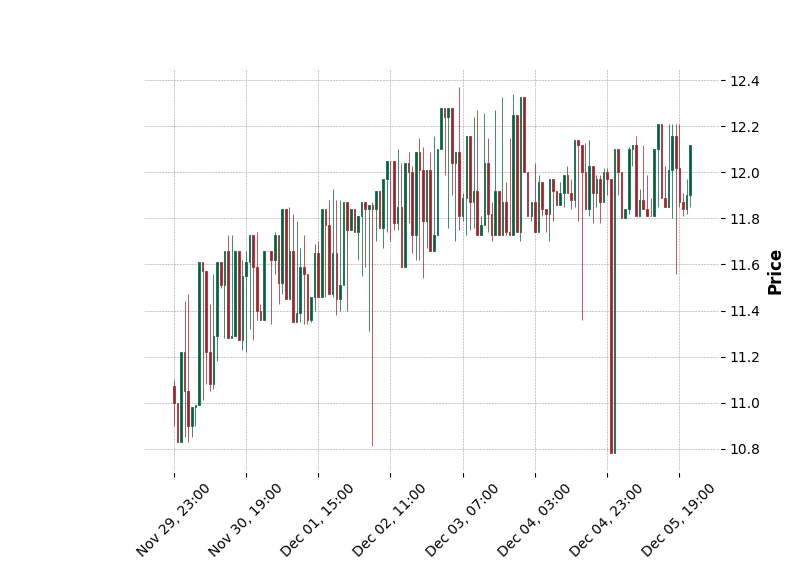 12.4
12.2
12.0
11.8
11.6
11.4
11.2
11.0
10.8
Price
Nov 29, 23:00
Nov 30, 19:00
Dec 01, 15:00
Dec 02, 11:00
Dec 03, 07:00
Dec 04, 03:00
Dec 04, 23:00
Dec 05, 19:00